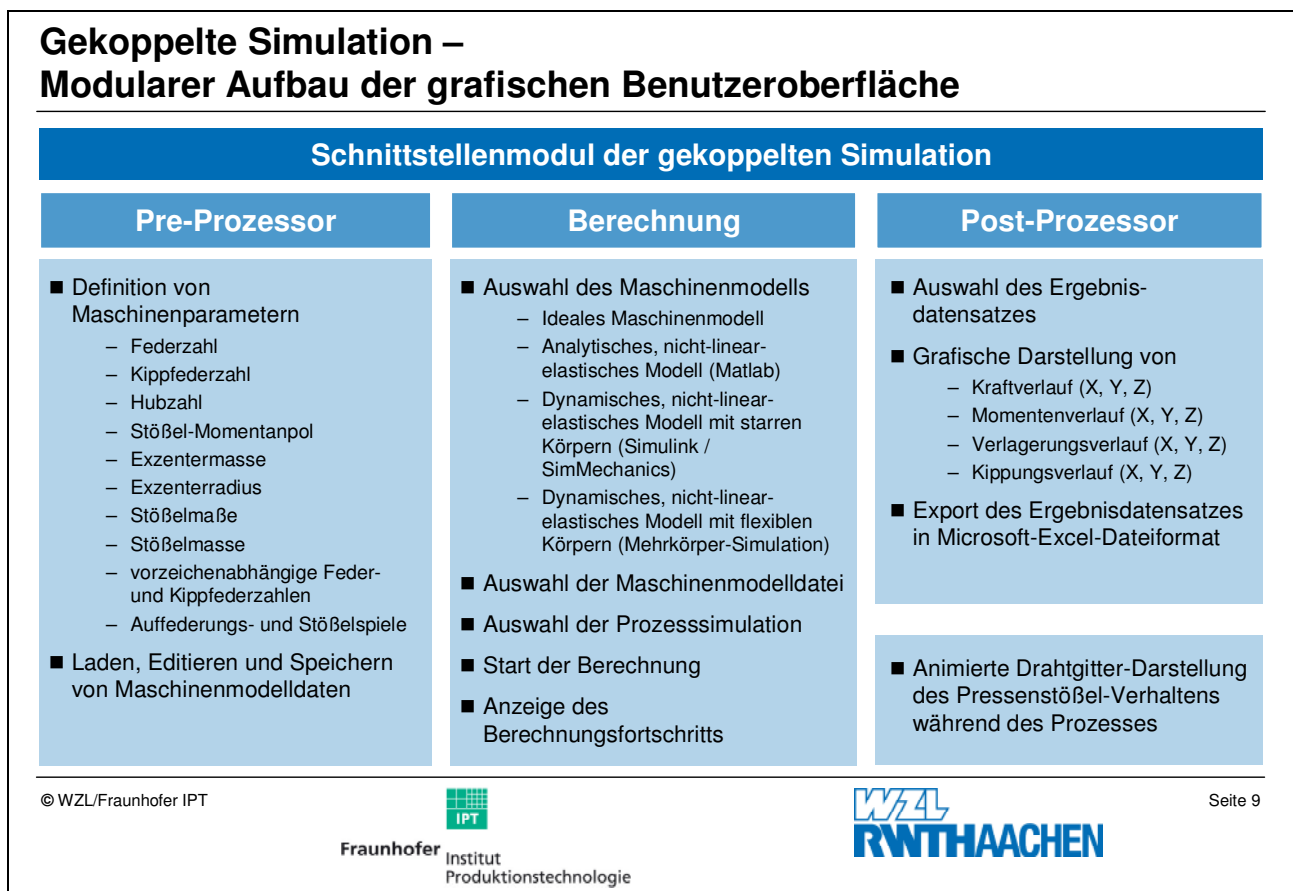 Gekoppelte Simulation –
Modularer Aufbau der grafischen Benutzeroberfläche
Schnittstellenmodul der gekoppelten Simulation
Pre-Prozessor
■ Definition von
Maschinenparametern
– Federzahl
– Kippfederzahl
– Hubzahl
– Stößel-Momentanpol
– Exzentermasse
– Exzenterradius
– Stößelmaße
– Stößelmasse
– vorzeichenabhängige Feder-
und Kippfederzahlen
– Auffederungs- und Stößelspiele
■ Laden, Editieren und Speichern
von Maschinenmodelldaten
Berechnung
■ Auswahl des Maschinenmodells
– Ideales Maschinenmodell
– Analytisches, nicht-linear-
elastisches Modell (Matlab)
– Dynamisches, nicht-linear-
elastisches Modell mit starren
Körpern (Simulink /
SimMechanics)
– Dynamisches, nicht-linear-
elastisches Modell mit flexiblen
Körpern (Mehrkörper-Simulation)
■ Auswahl der Maschinenmodelldatei
■ Auswahl der Prozesssimulation
■ Start der Berechnung
■ Anzeige des
Berechnungsfortschritts
Post-Prozessor
■ Auswahl des Ergebnis-
datensatzes
■ Grafische Darstellung von
– Kraftverlauf (X, Y, Z)
– Momentenverlauf (X, Y, Z)
– Verlagerungsverlauf (X, Y, Z)
– Kippungsverlauf (X, Y, Z)
■ Export des Ergebnisdatensatzes
in Microsoft-Excel-Dateiformat
■ Animierte Drahtgitter-Darstellung
des Pressenstößel-Verhaltens
während des Prozesses
© WZL/Fraunhofer IPT
IPT
Fraunhofer Institut
Produktionstechnologie
WZL
RWTHAACHEN
Seite 9